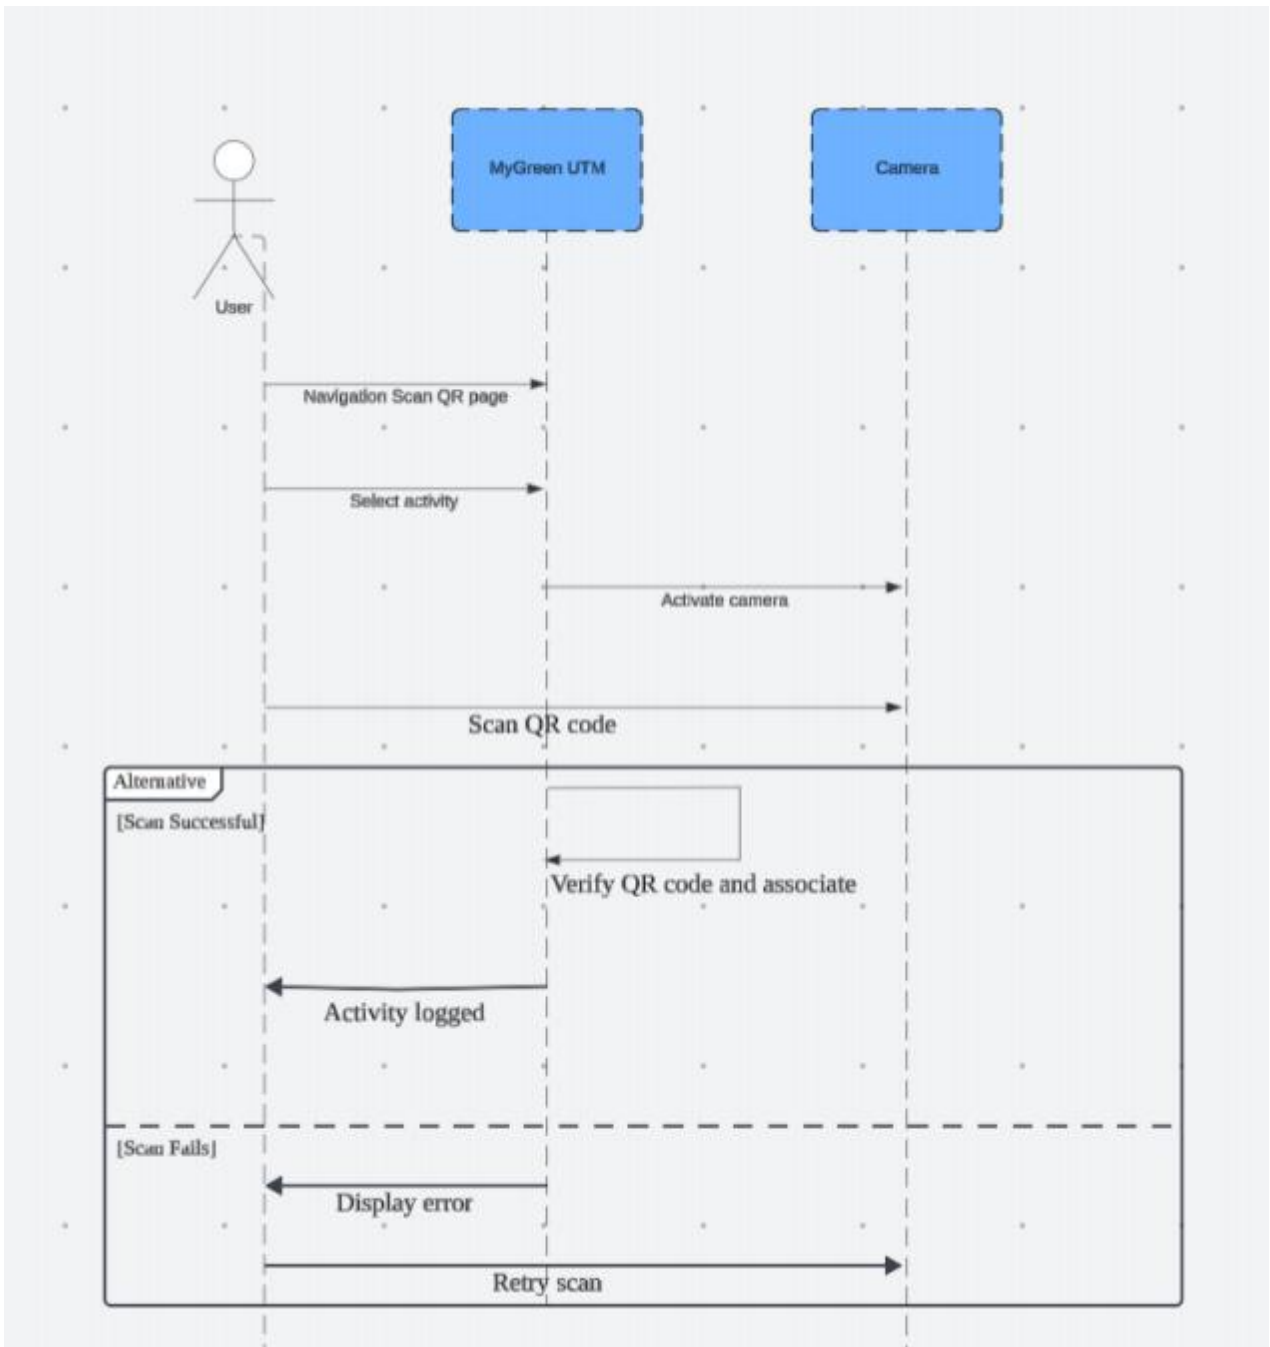 MyGreen UTM
Camera
User
Navigation Scan QR page
Select activity
Activate camera
Scan QR code
Alternative
[Scan Successful]
Verify QR code and associate
Activity logged
[Scan Fails]
Display error
Retry scan